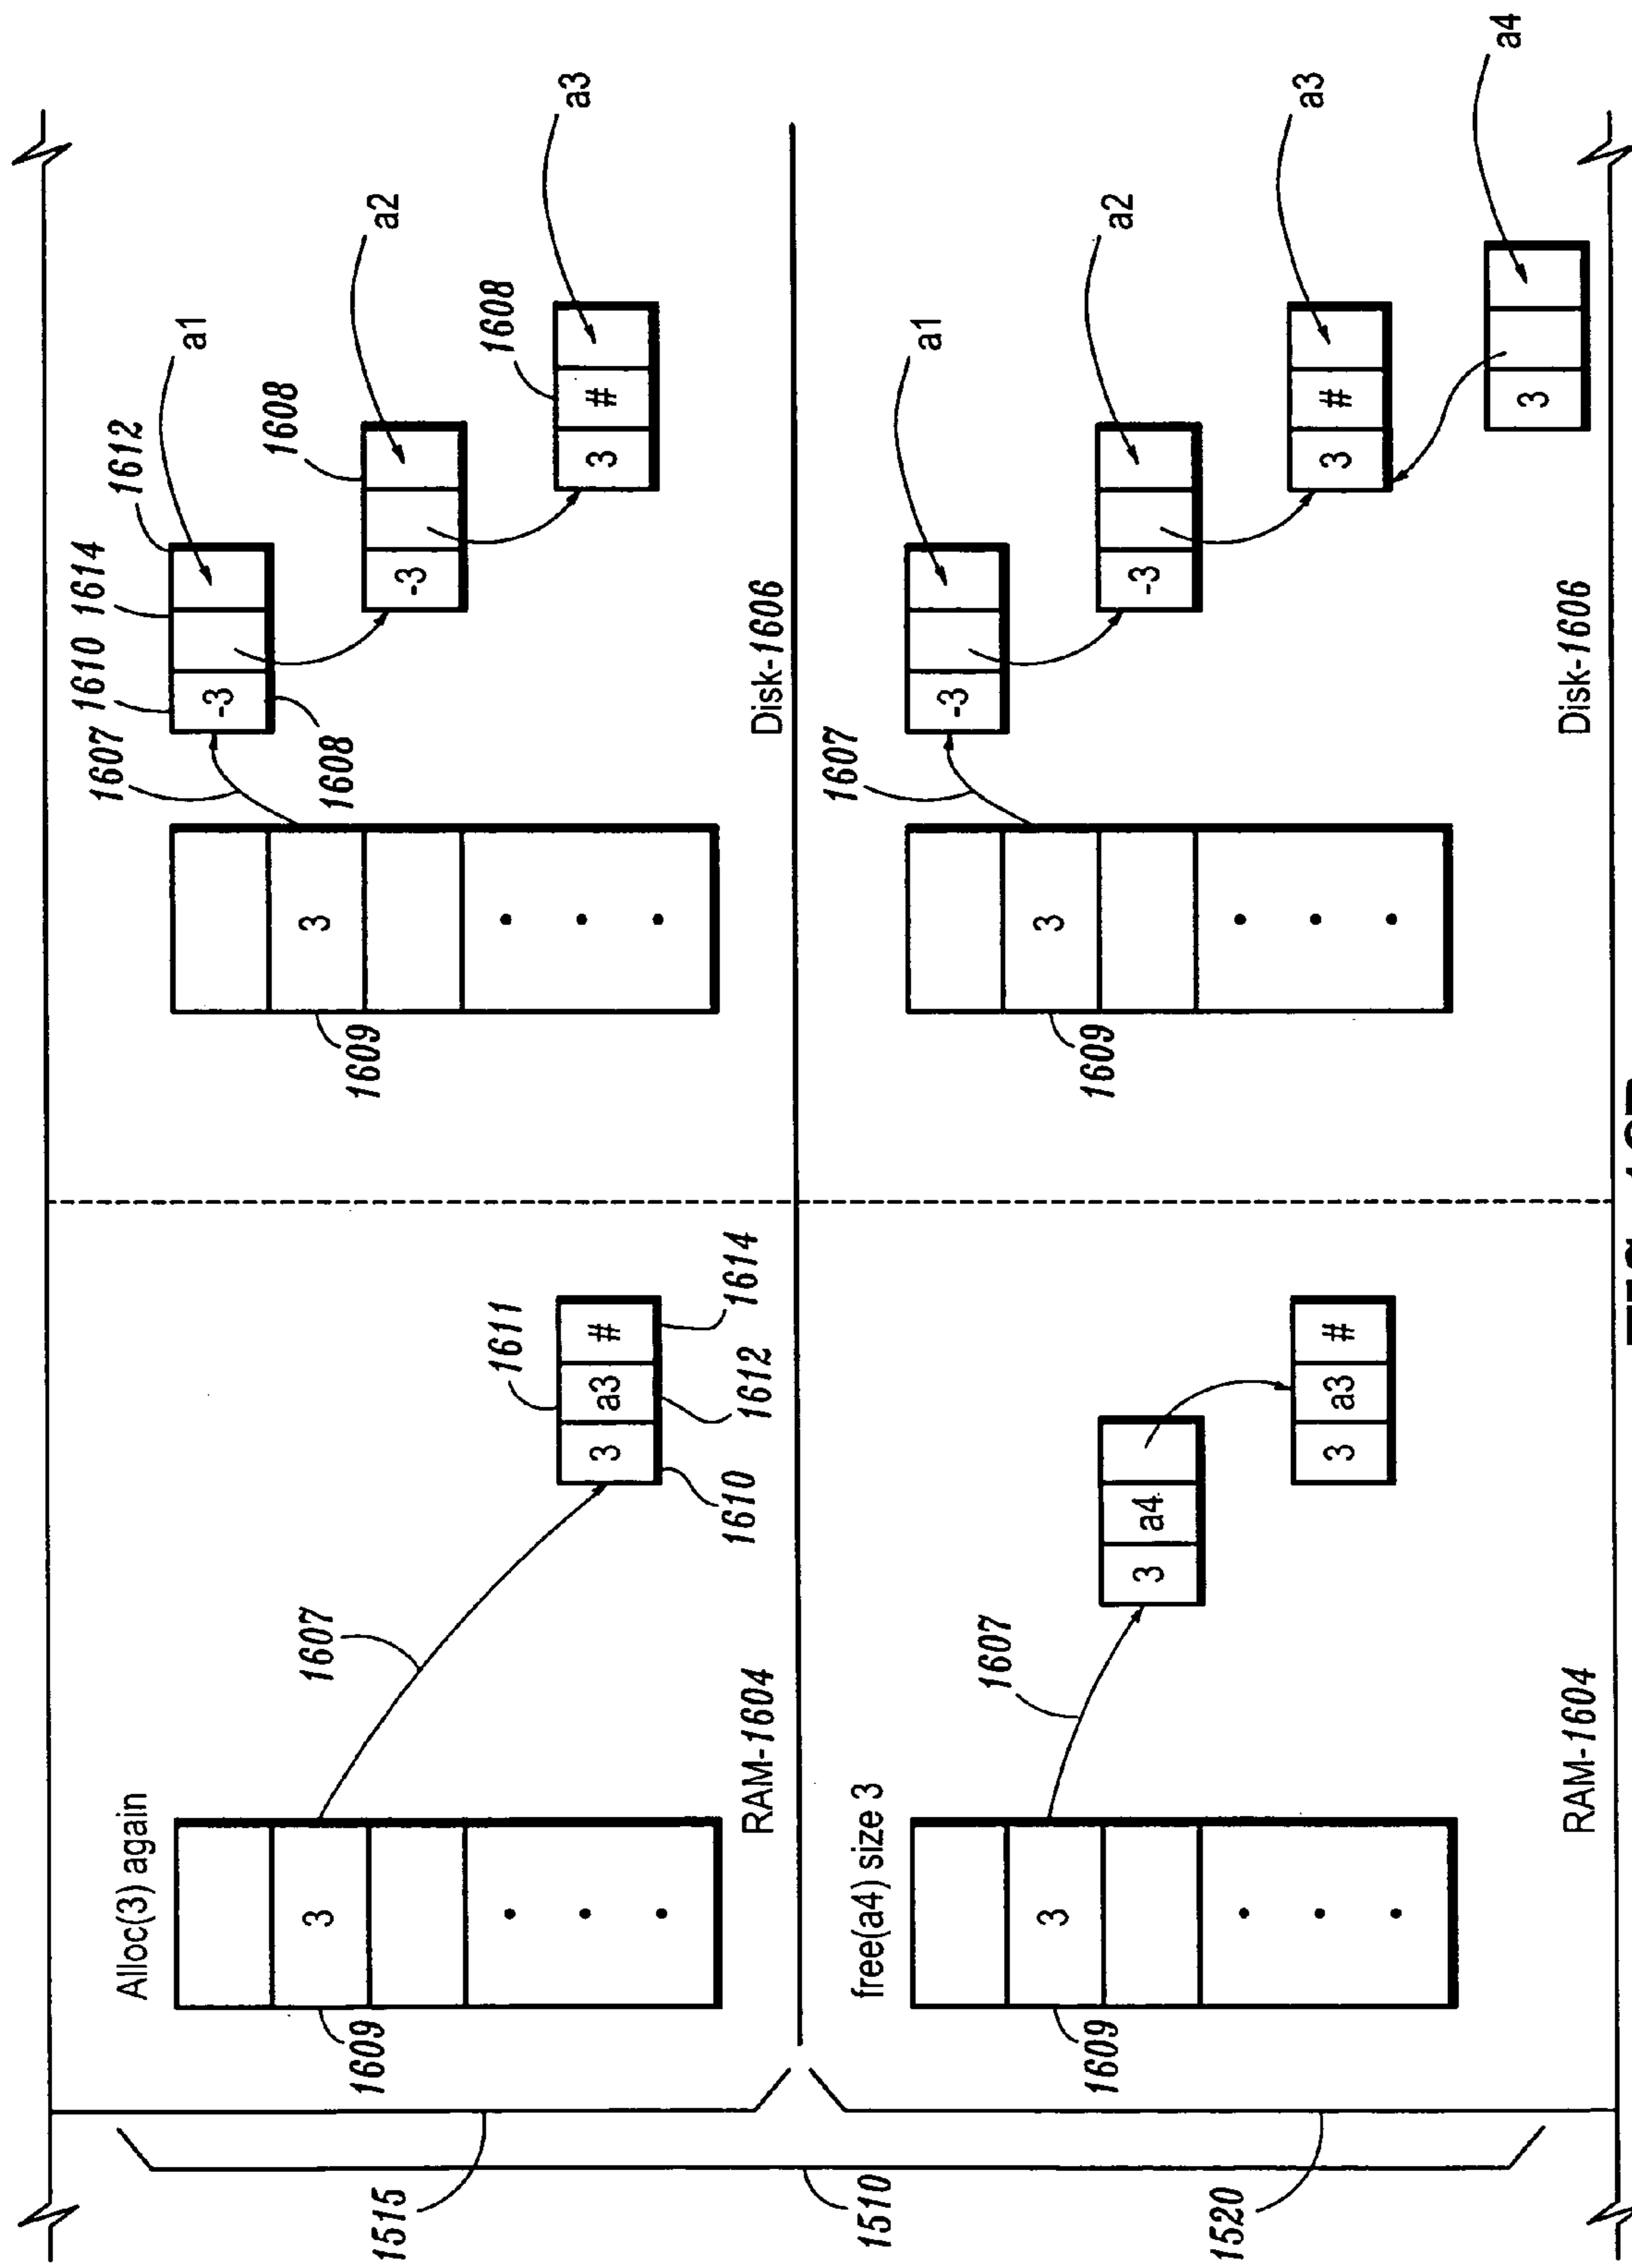 Alloc(3) again
1609
3
1607
1611
3 a3 #
1610
1612
1614
RAM-1604
1609
3
1607
1610
1614
1612
-3
1608
a1
-3
1608
a2
3 #
1608
a3
Disk-1606
1515
1510
1520
free(a4) size 3
1609
3
1607
3 a4
3 a3 #
RAM-1604
1609
3
1607
-3
a1
-3
a2
3 #
a3
3
a4
Disk-1606